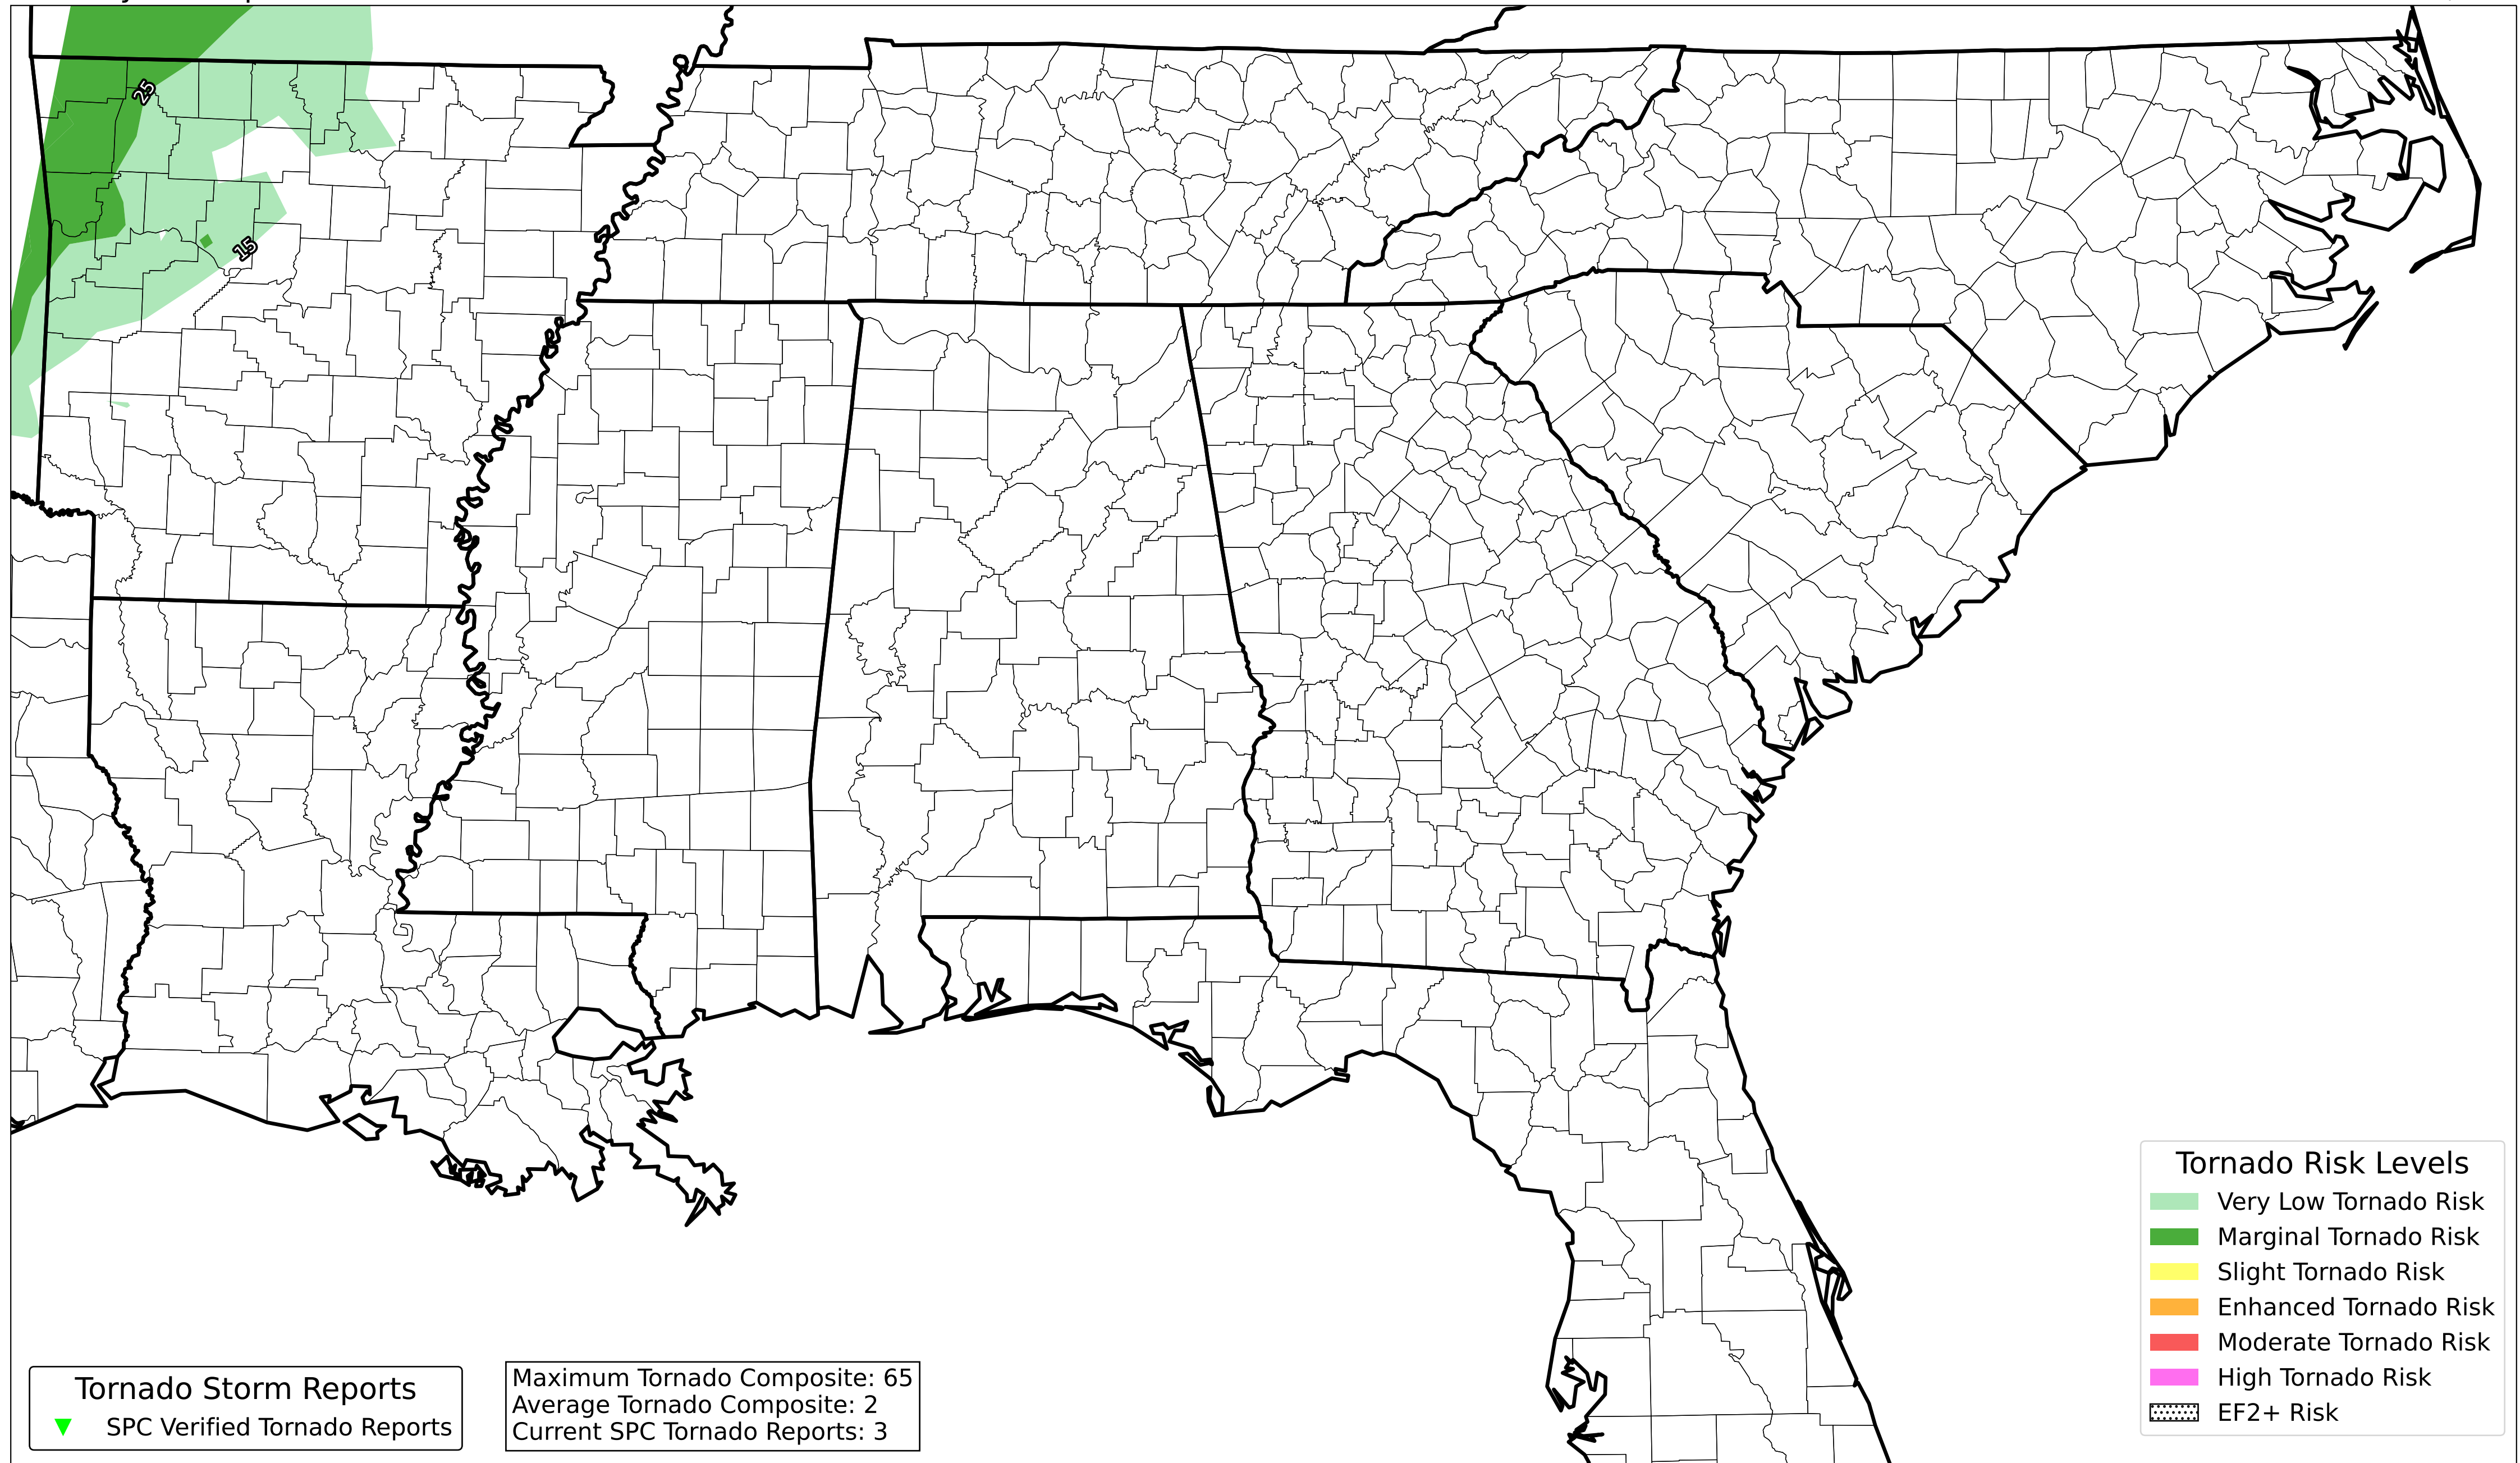 25
15
Tornado Risk Levels
Very Low Tornado Risk
Marginal Tornado Risk
Slight Tornado Risk
Enhanced Tornado Risk
Moderate Tornado Risk
High Tornado Risk
EF2+ Risk
Tornado Storm Reports
SPC Verified Tornado Reports
Maximum Tornado Composite: 65
Average Tornado Composite: 2
Current SPC Tornado Reports: 3